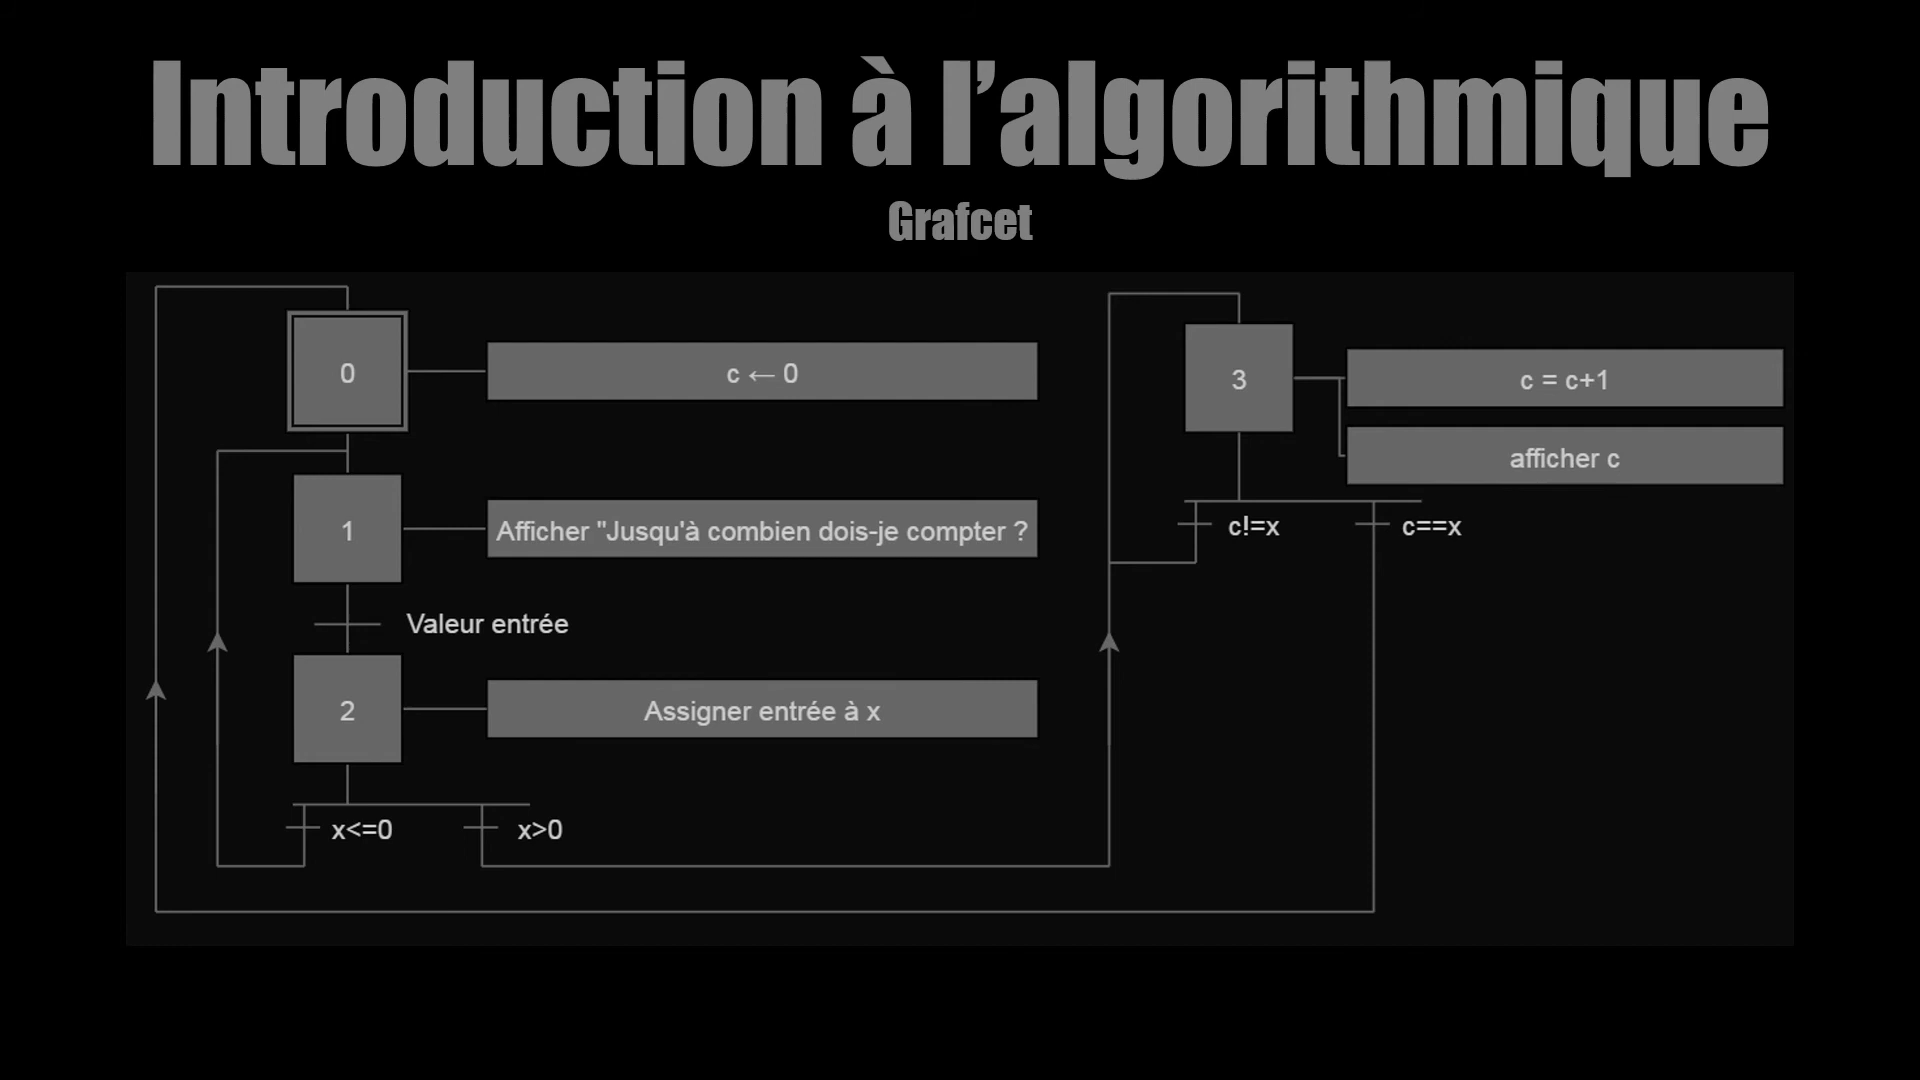 Introduction à l’algorithmique
Grafcet
0
c ← 0
1
Afficher "Jusqu'à combien dois-je compter ?
Valeur entrée
2
Assigner entrée à x
x<=0
x>0
3
c = c+1
afficher c
c!=x
c==x